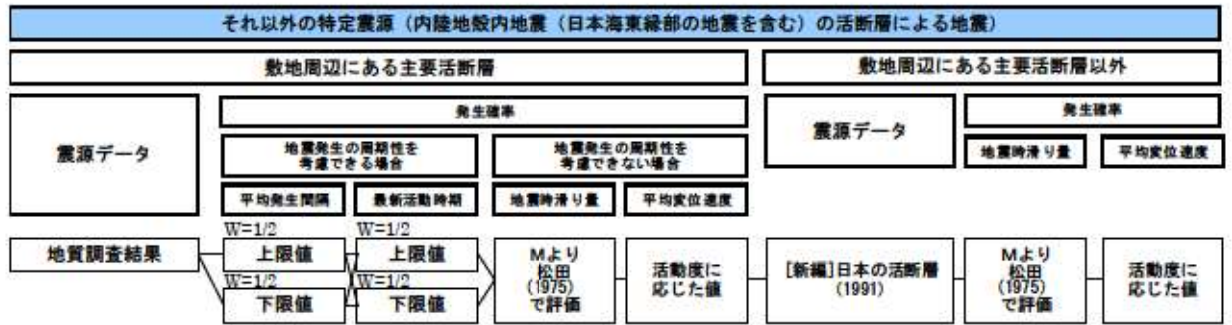 それ以外の特定震源（内陸地殻内地震（日本海東縁部の地震を含む）の活断層による地震）
敷地周辺にある主要活断層
敷地周辺にある主要活断層以外
震源データ
発生確率
震源データ
発生確率
地震発生の周期性を
考慮できる場合
地震発生の周期性を
考慮できない場合
地震時滑り量
平均変位速度
平均発生間隔
最新活動時期
地震時滑り量
平均変位速度
地質調査結果
W=1/2
上限値
W=1/2
下限値
W=1/2
上限値
W=1/2
下限値
Mより
松田
(1975)
で評価
活動度に
応じた値
[新編]日本の活断層
(1991)
Mより
松田
(1975)
で評価
活動度に
応じた値